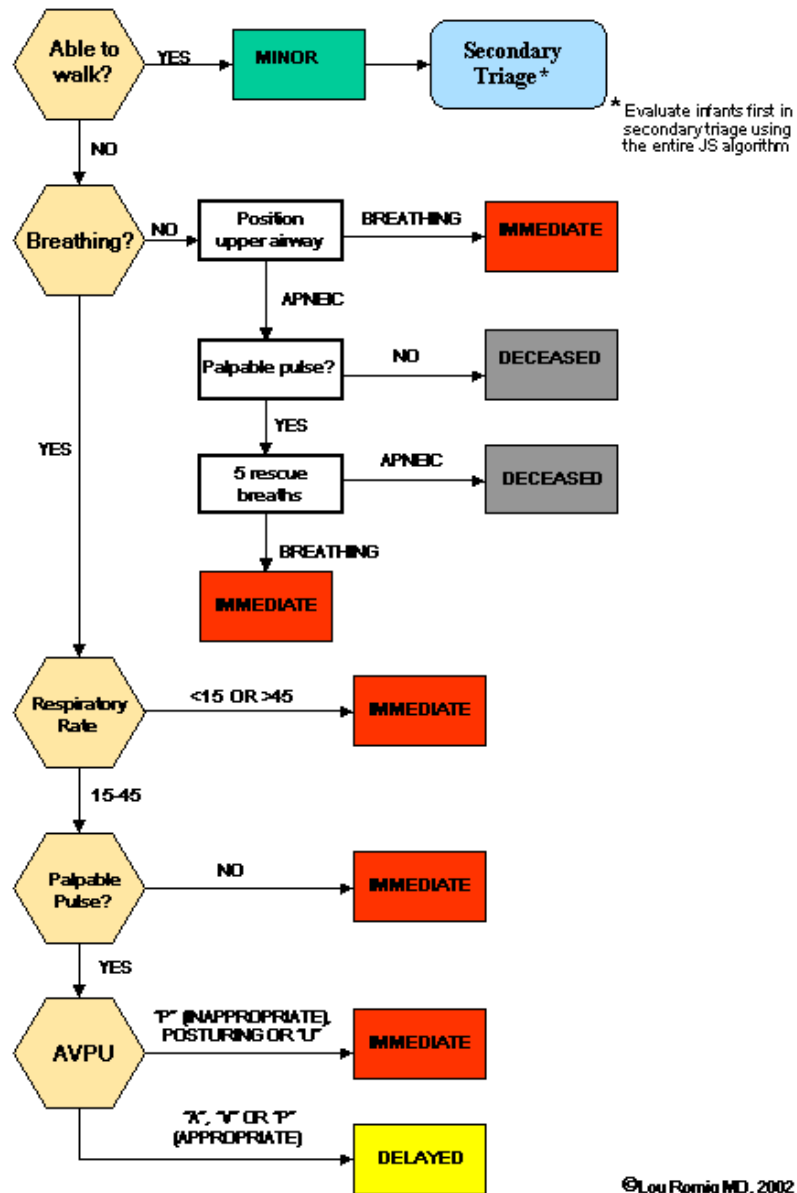 Able to
walk?
YES
MINOR
Secondary
Triage*
* Evaluate infants first in
secondary triage using
the entire JS algorithm
NO
Breathing?
NO
Position
upper airway
BREATHING
IMMEDIATE
APNEIC
Palpable pulse?
NO
DECEASED
YES
5 rescue
breaths
APNEIC
DECEASED
BREATHING
IMMEDIATE
YES
Respiratory
Rate
<15 OR >45
IMMEDIATE
15-45
Palpable
Pulse?
NO
IMMEDIATE
YES
AVPU
"P" (INAPPROPRIATE),
POSTURING OR "U"
IMMEDIATE
"A", "V" OR "P"
(APPROPRIATE)
DELAYED
©Lou Romig MD, 2002